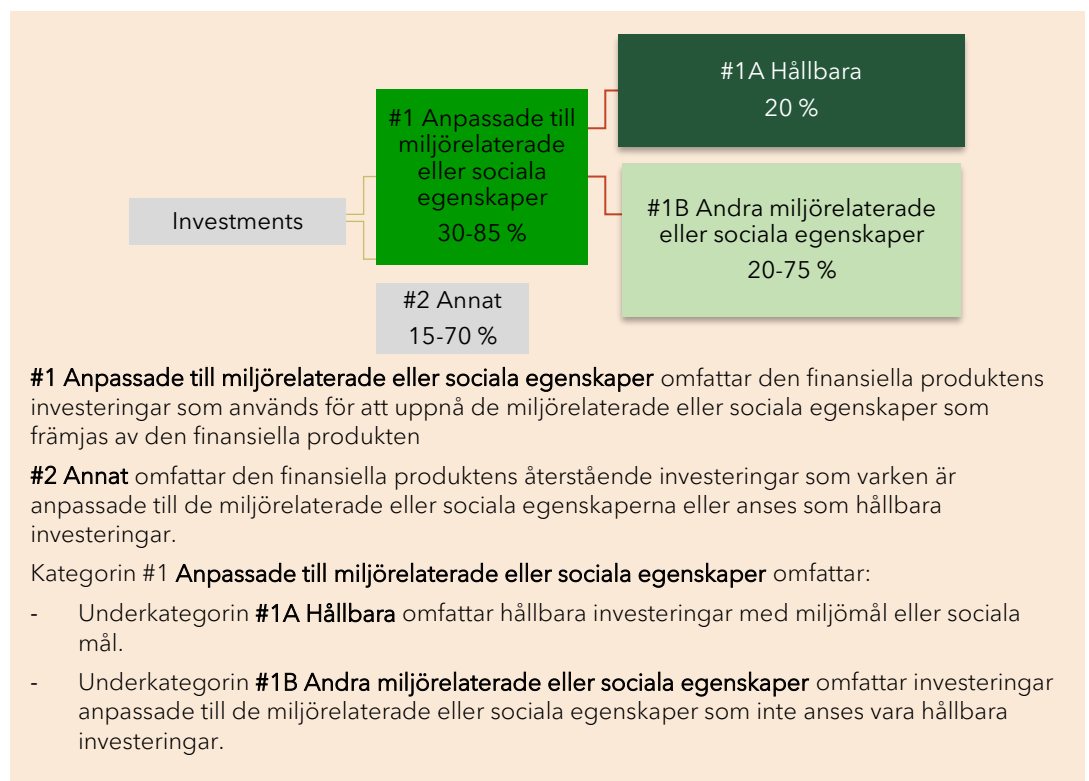 #1A Hållbara
20 %
#1 Anpassade till
miljörelaterade
eller sociala
egenskaper
30-85 %
Investments
#1B Andra miljörelaterade
eller sociala egenskaper
20-75 %
#2 Annat
15-70 %
#1 Anpassade till miljörelaterade eller sociala egenskaper omfattar den finansiella produktens
investeringar som används för att uppnå de miljörelaterade eller sociala egenskaper som
främjas av den finansiella produkten
#2 Annat omfattar den finansiella produktens återstående investeringar som varken är
anpassade till de miljörelaterade eller sociala egenskaperna eller anses som hållbara
investeringar.
Kategorin #1 Anpassade till miljörelaterade eller sociala egenskaper omfattar:
- Underkategorin #1A Hållbara omfattar hållbara investeringar med miljömål eller sociala
mål.
- Underkategorin #1B Andra miljörelaterade eller sociala egenskaper omfattar investeringar
anpassade till de miljörelaterade eller sociala egenskaper som inte anses vara hållbara
investeringar.